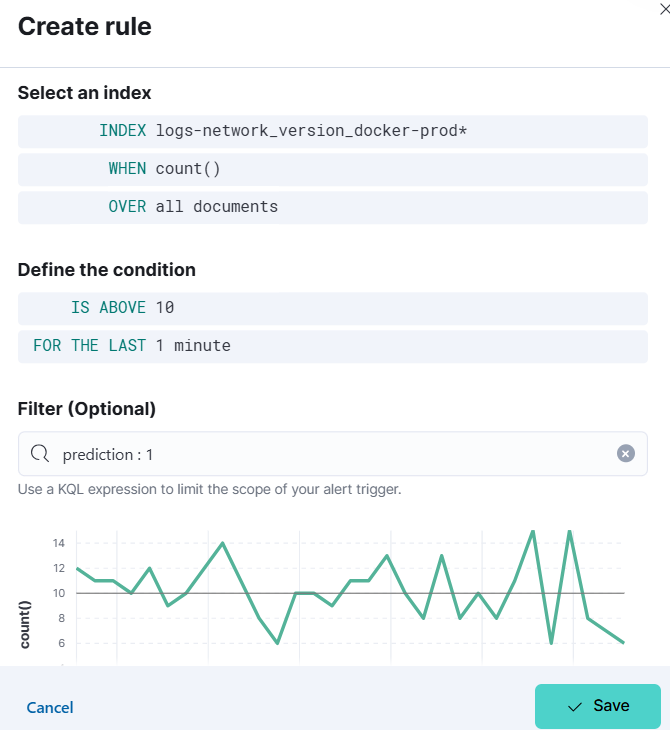 Create rule
Select an index
INDEX logs-network_version_docker-prod*
WHEN count()
OVER all documents
Define the condition
IS ABOVE 10
FOR THE LAST 1 minute
Filter (Optional)
prediction : 1
Use a KQL expression to limit the scope of your alert trigger.
14
12
10
8
6
count()
Cancel
Save